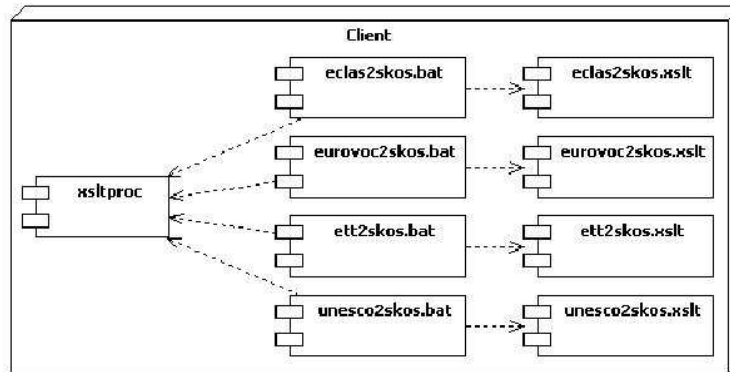 Client
eclas2skos.bat
eclas2skos.xslt
eurovoc2skos.bat
eurovoc2skos.xslt
xsltproc
ett2skos.bat
ett2skos.xslt
unesco2skos.bat
unesco2skos.xslt